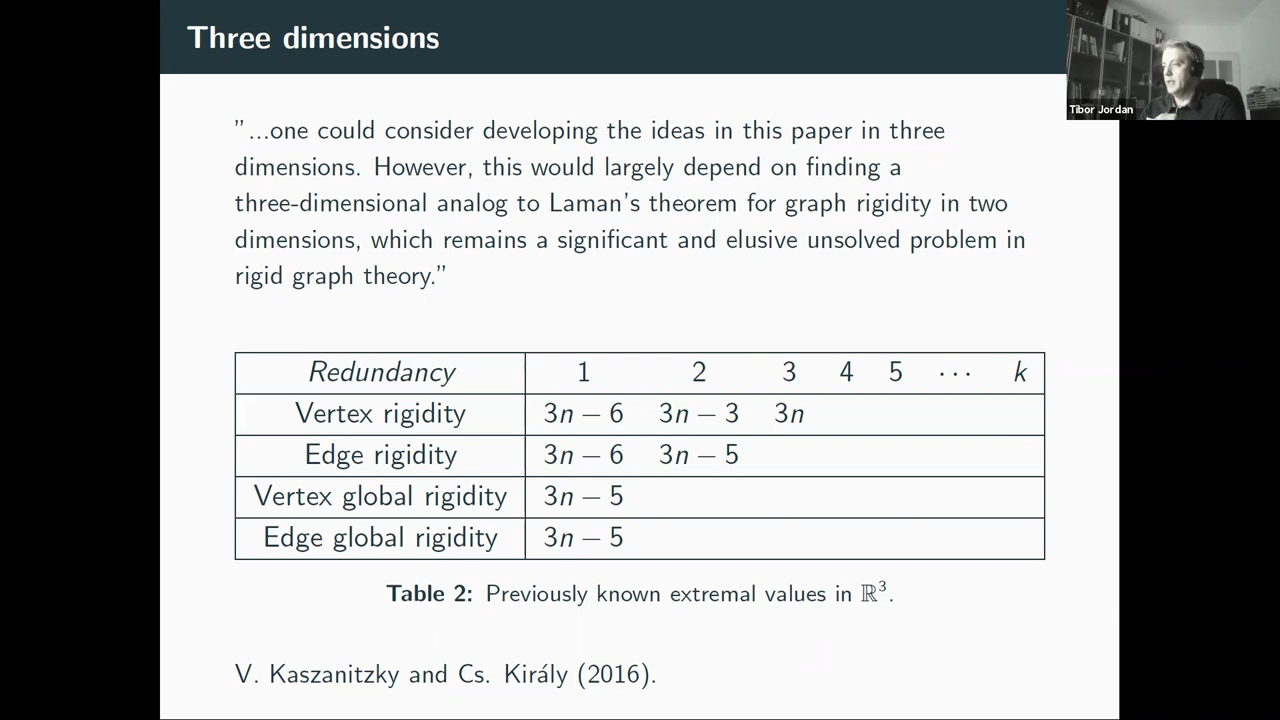 Three dimensions
Tibor Jordan
"...one could consider developing the ideas in this paper in three
dimensions. However, this would largely depend on finding a
three-dimensional analog to Laman's theorem for graph rigidity in two
dimensions, which remains a significant and elusive unsolved problem in
rigid graph theory."
Redundancy 1 2 3 4 5 ⋯ k
Vertex rigidity 3n − 6 3n − 3 3n
Edge rigidity 3n − 6 3n − 5
Vertex global rigidity 3n − 5
Edge global rigidity 3n − 5
Table 2: Previously known extremal values in ℝ³.
V. Kaszanitzky and Cs. Király (2016).